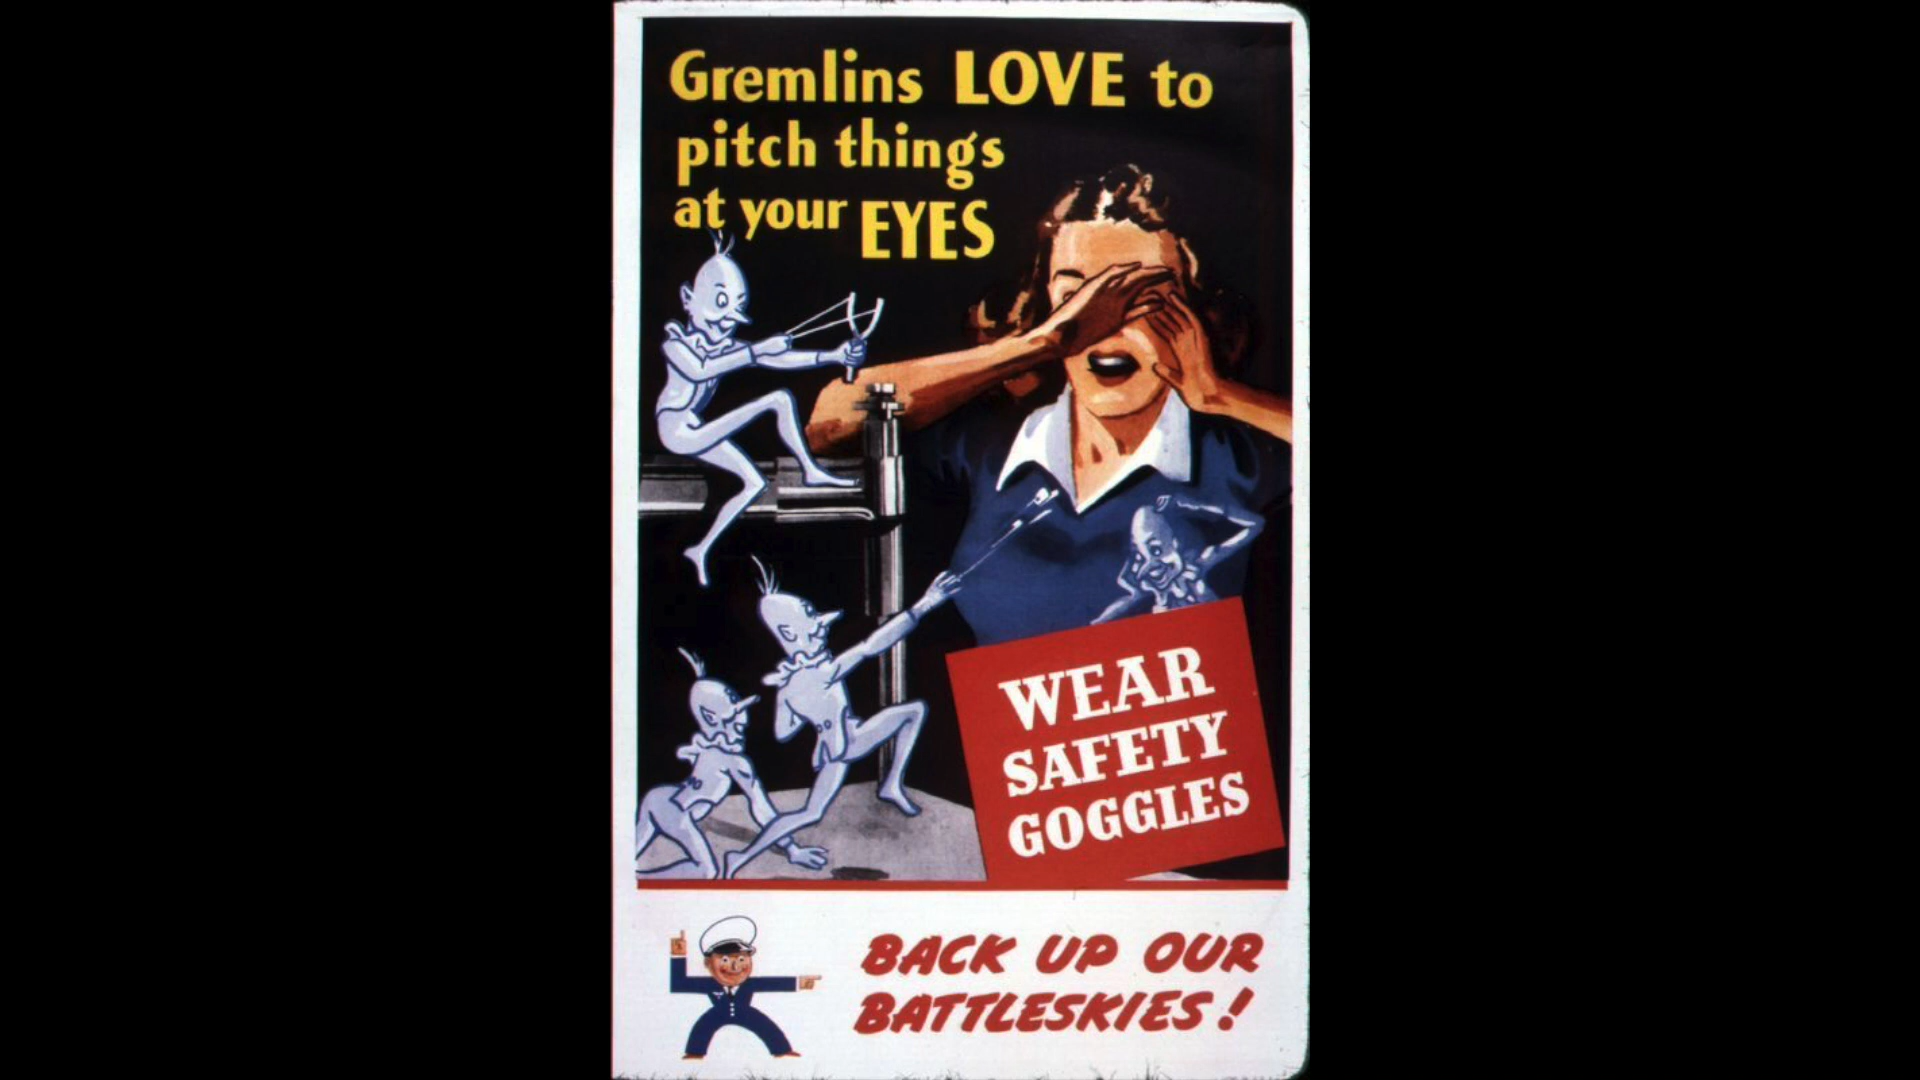 Gremlins LOVE to
pitch things
at your EYES
WEAR
SAFETY
GOGGLES
BACK UP OUR
BATTLESKIES!